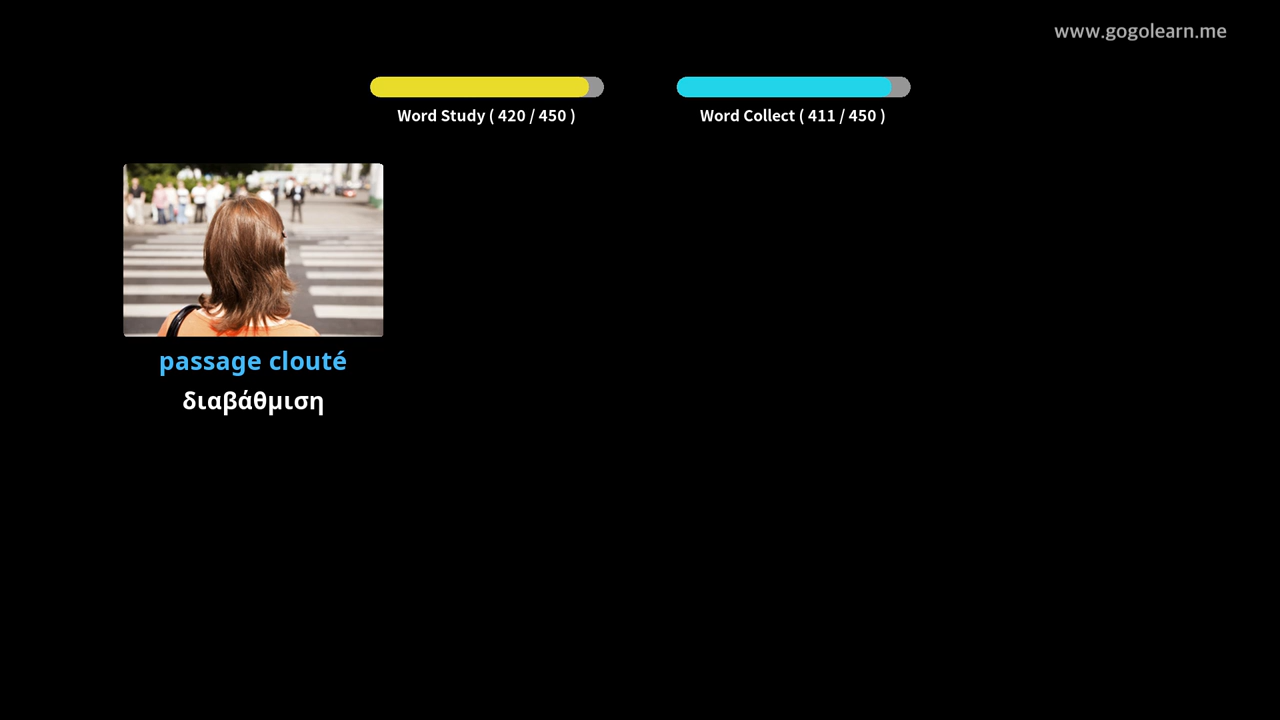 www.gogolearn.me
Word Study ( 420 / 450 )
Word Collect ( 411 / 450 )
passage clouté
διαβάθμιση